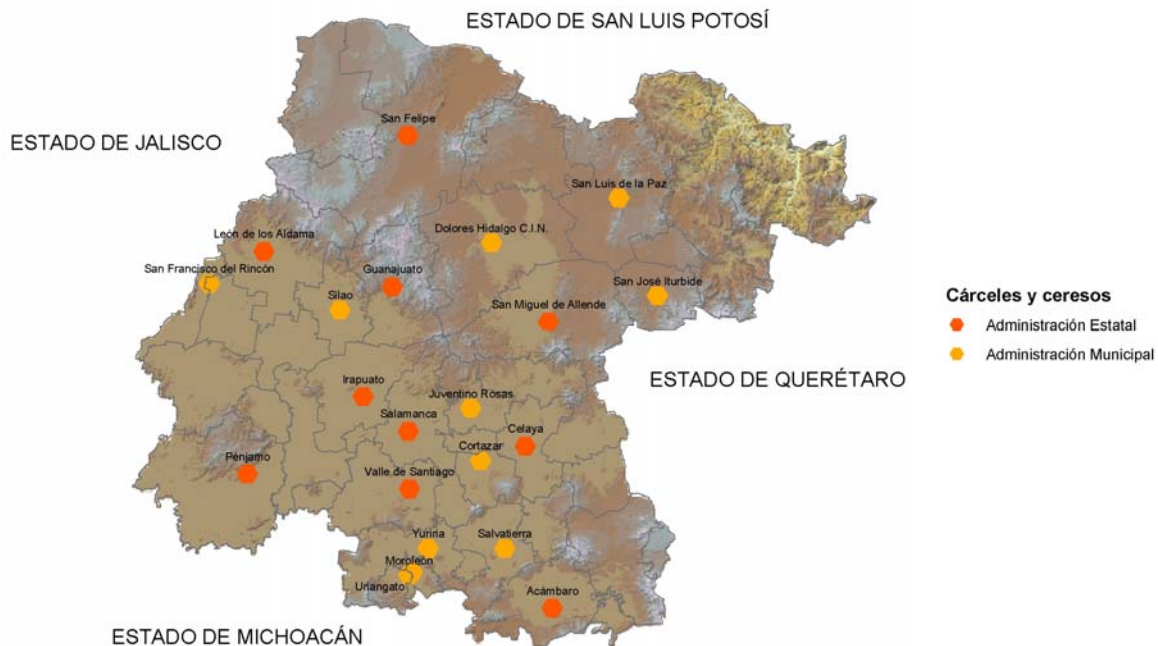 ESTADO DE SAN LUIS POTOSÍ
San Felipe
ESTADO DE JALISCO
San Luis de la Paz
Dolores Hidalgo C.I.N.
León de los Aldama
San Francisco del Rincón
Guanajuato
Silao
San José Iturbide
San Miguel de Allende
Cárceles y ceresos
Administración Estatal
Administración Municipal
ESTADO DE QUERÉTARO
Irapuato
Juventino Rosas
Salamanca
Celaya
Cortazar
Pénjamo
Valle de Santiago
Yuriria
Salvatierra
Moroleón
Uriangato
Acámbaro
ESTADO DE MICHOACÁN